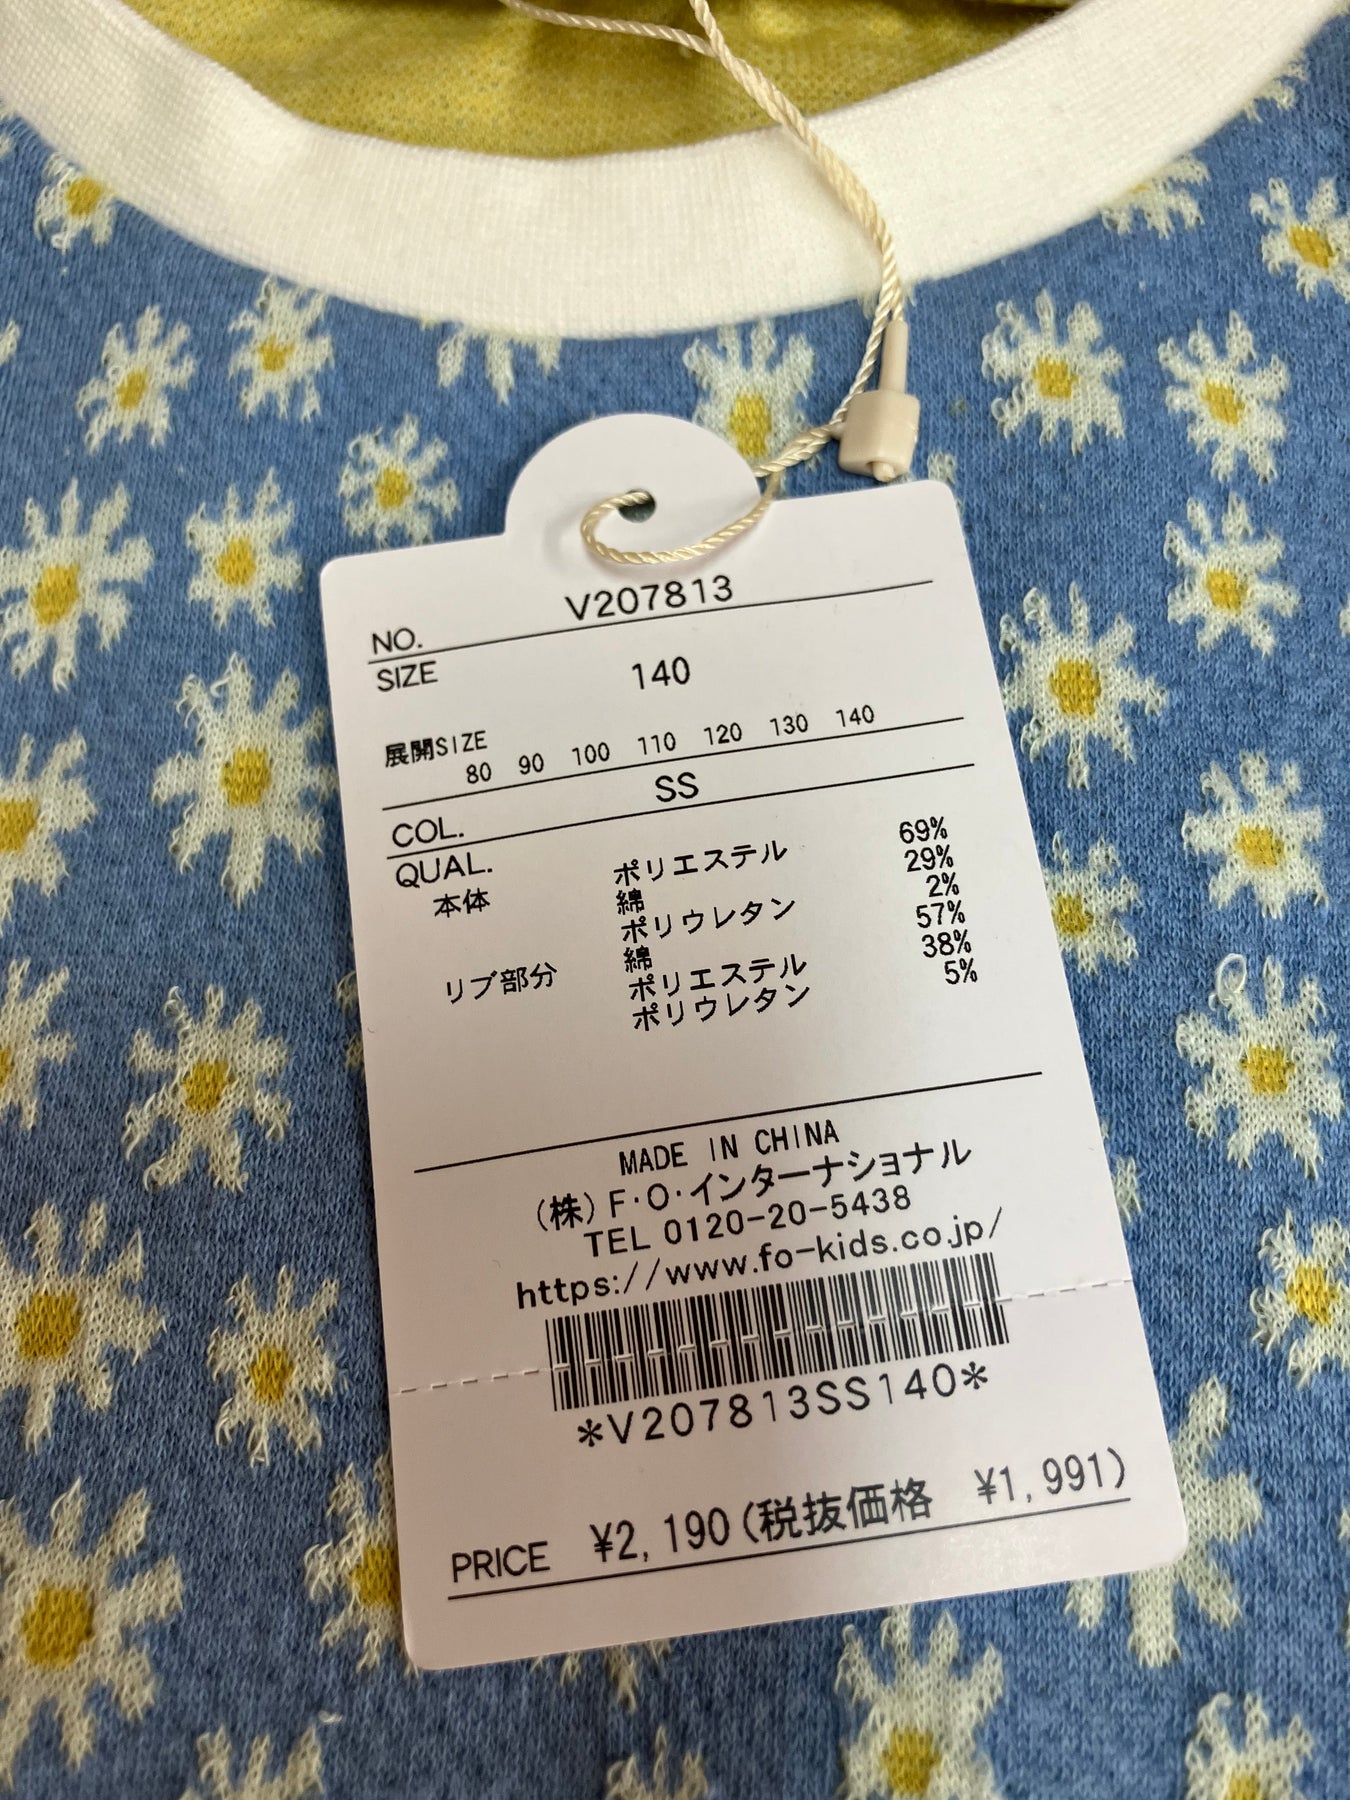 NO. V207813
SIZE 140
展開SIZE
80 90 100 110 120 130 140
COL. SS
QUAL.
本体 ポリエステル 69%
綿 29%
ポリウレタン 2%
リブ部分 綿 57%
ポリエステル 38%
ポリウレタン 5%
MADE IN CHINA
(株)F・O・インターナショナル
TEL 0120-20-5438
https://www.fo-kids.co.jp/
*V207813SS140*
PRICE ¥2,190(税抜価格 ¥1,991)